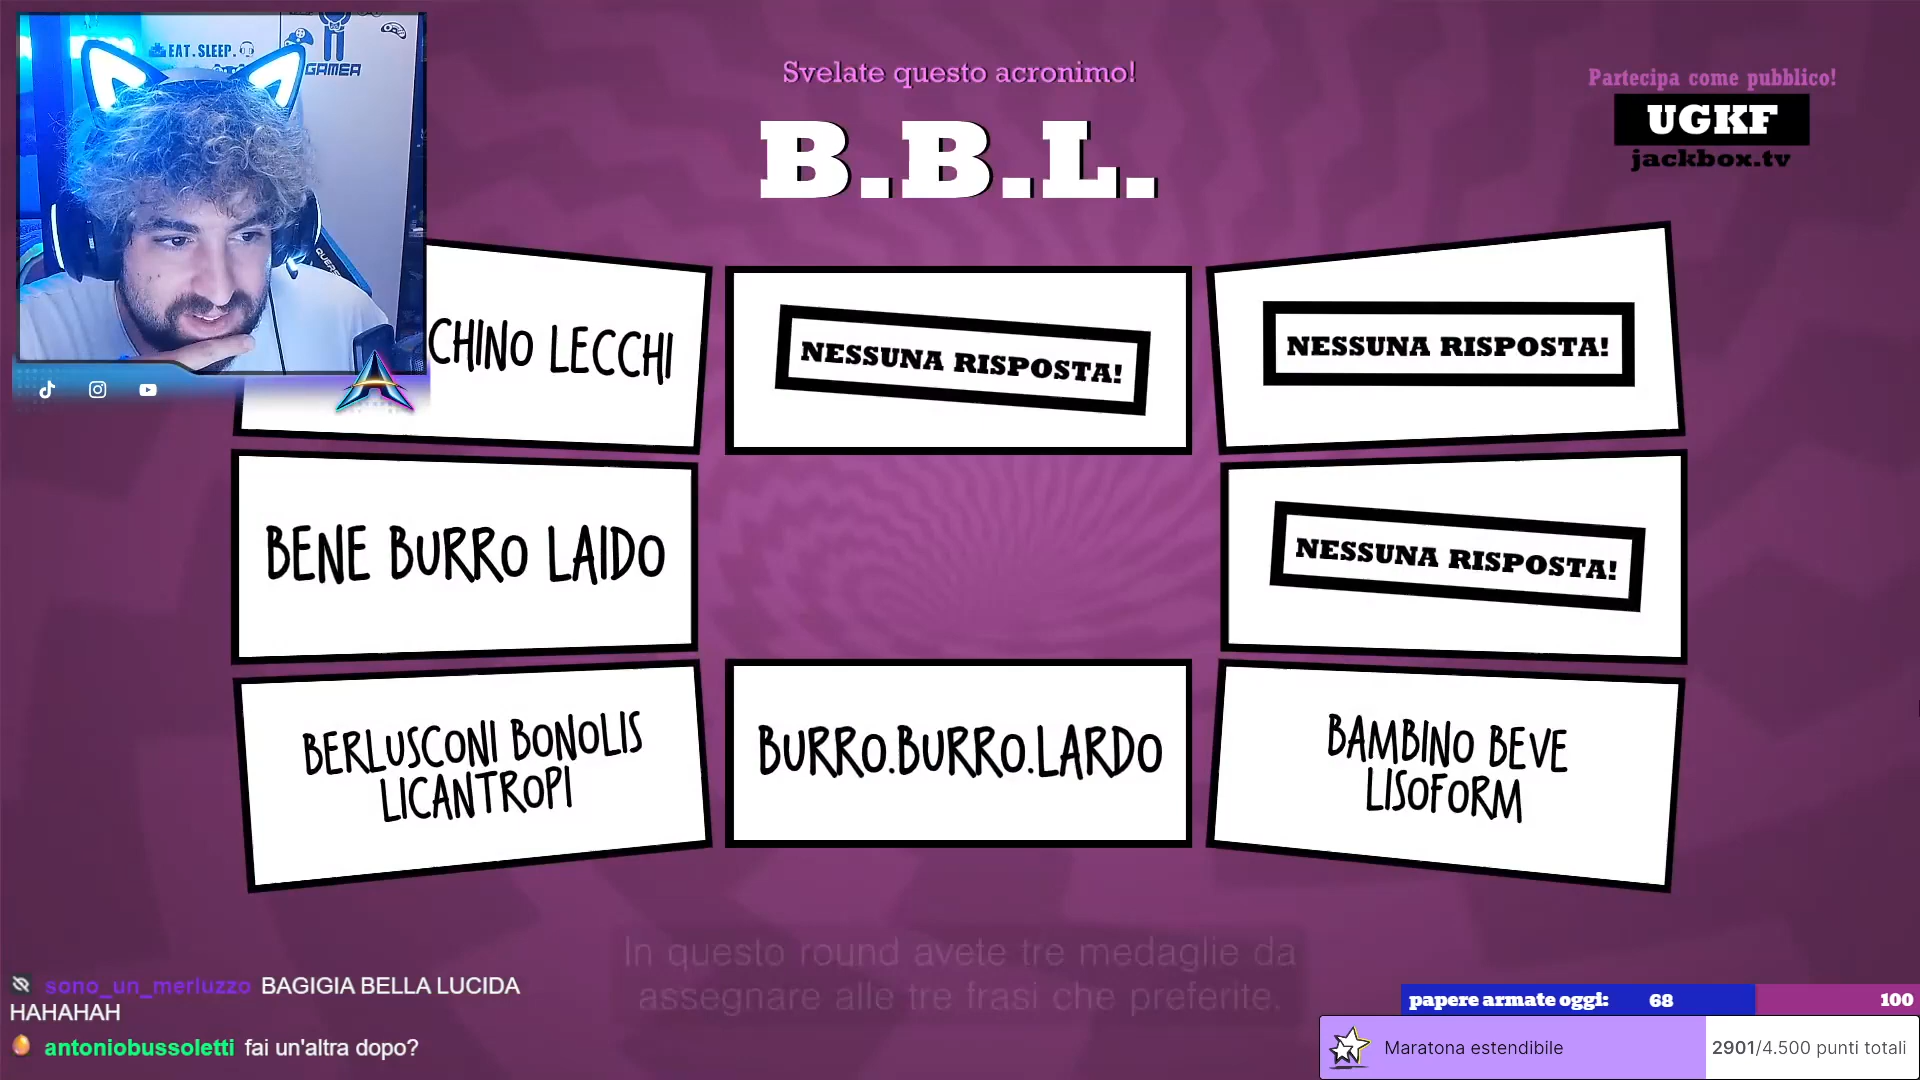 EAT.SLEEP.
GAMER
Svelate questo acronimo!
B.B.L.
Partecipa come pubblico!
UGKF
jackbox.tv
CHINO LECCHI
NESSUNA RISPOSTA!
NESSUNA RISPOSTA!
BENE BURRO LAIDO
NESSUNA RISPOSTA!
BERLUSCONI BONOLIS
LICANTROPI
BURRO.BURRO.LARDO
BAMBINO BEVE
LISOFORM
In questo round avete tre medaglie da
assegnare alle tre frasi che preferite.
sono_un_merluzzo BAGIGIA BELLA LUCIDA
HAHAHAH
antoniobussoletti fai un'altra dopo?
papere armate oggi: 68 100
Maratona estendibile 2901/4.500 punti totali